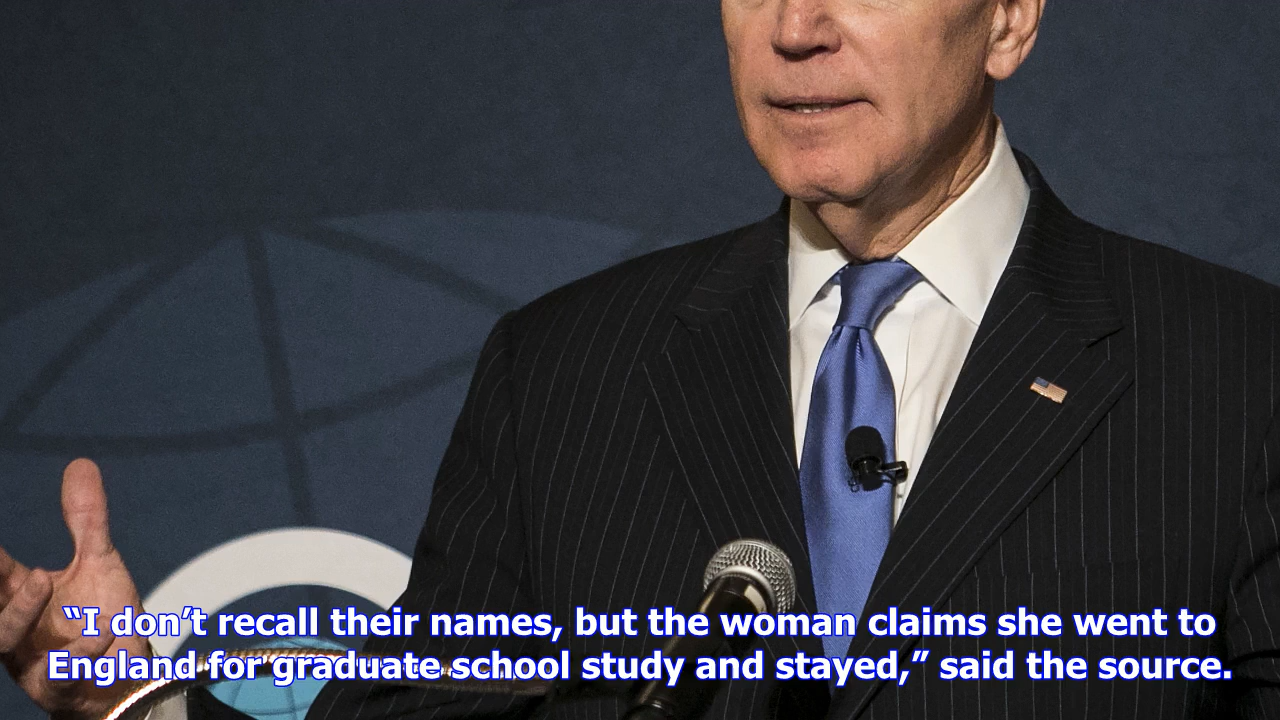 “I don’t recall their names, but the woman claims she went to
England for graduate school study and stayed,” said the source.